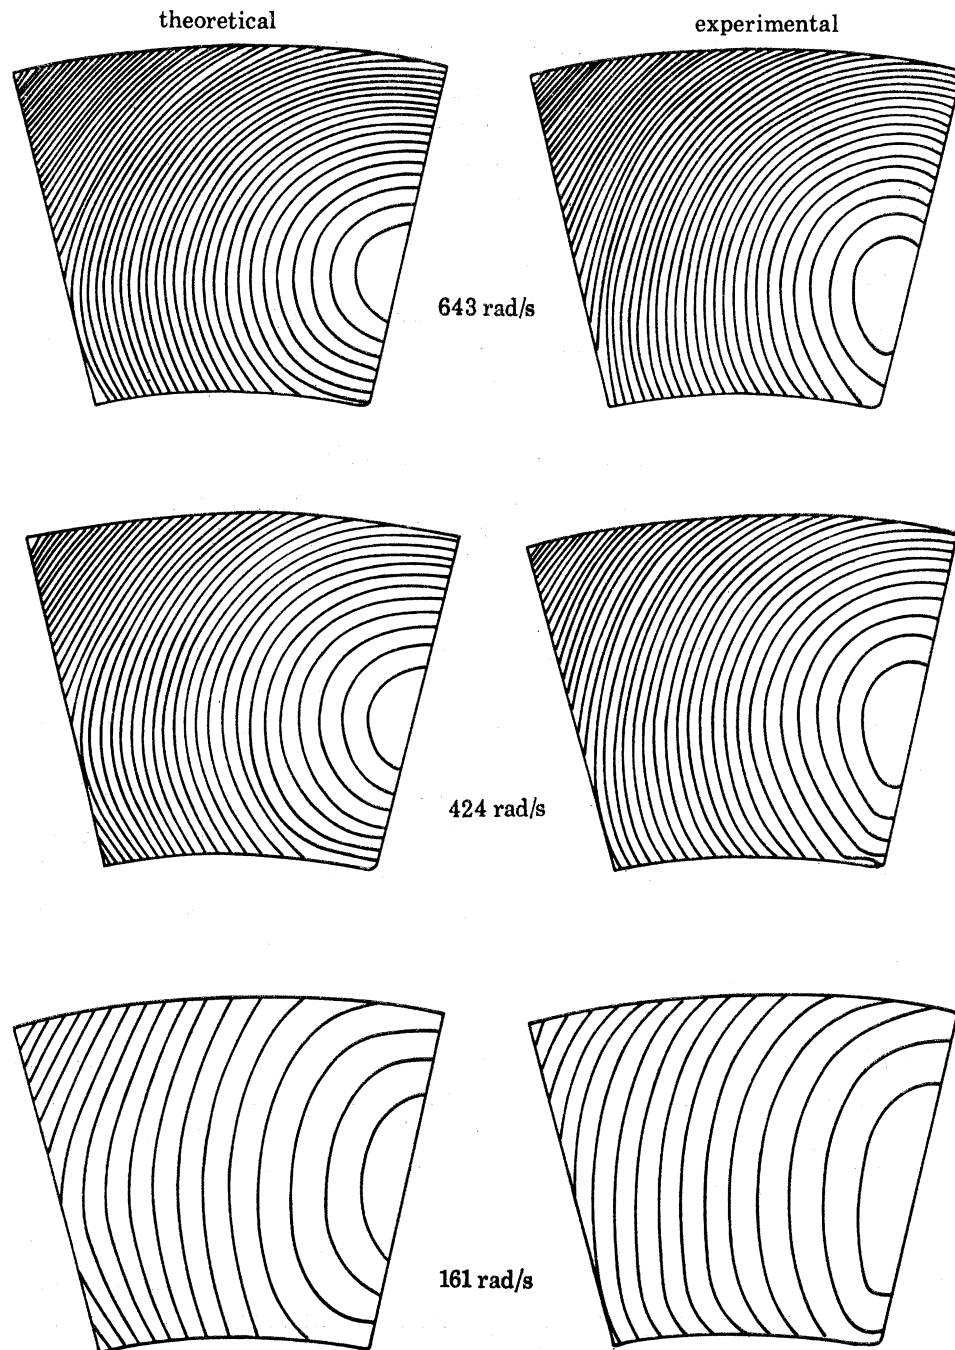 theoretical
experimental
643 rad/s
424 rad/s
161 rad/s